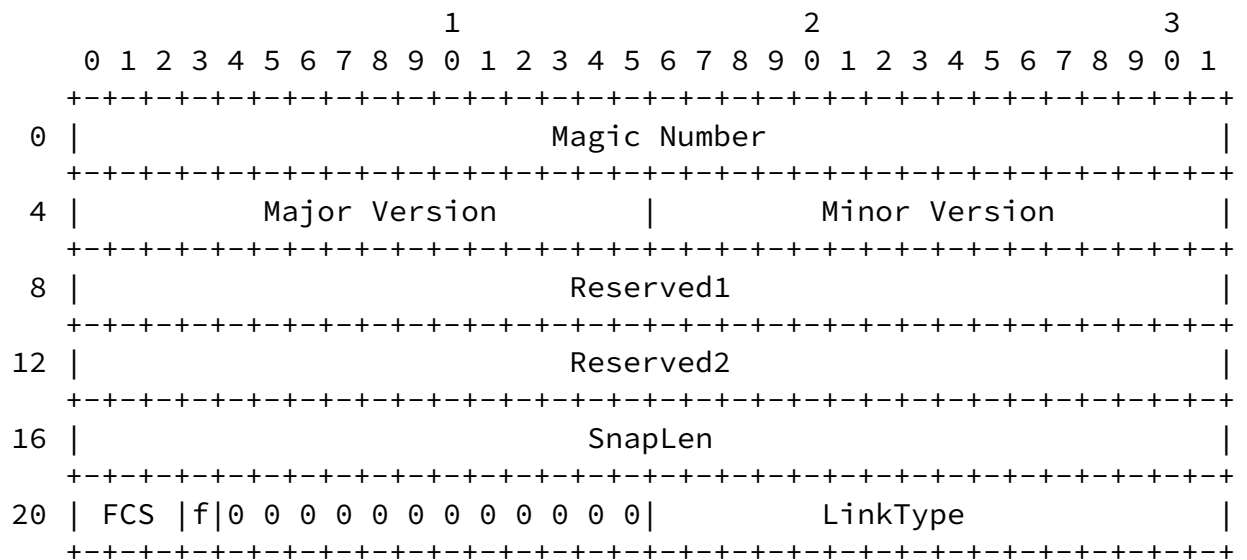 1                   2                   3
    0 1 2 3 4 5 6 7 8 9 0 1 2 3 4 5 6 7 8 9 0 1 2 3 4 5 6 7 8 9 0 1
   +-+-+-+-+-+-+-+-+-+-+-+-+-+-+-+-+-+-+-+-+-+-+-+-+-+-+-+-+-+-+-+-+
 0 |                          Magic Number                         |
   +-+-+-+-+-+-+-+-+-+-+-+-+-+-+-+-+-+-+-+-+-+-+-+-+-+-+-+-+-+-+-+-+
 4 |          Major Version        |         Minor Version         |
   +-+-+-+-+-+-+-+-+-+-+-+-+-+-+-+-+-+-+-+-+-+-+-+-+-+-+-+-+-+-+-+-+
 8 |                           Reserved1                           |
   +-+-+-+-+-+-+-+-+-+-+-+-+-+-+-+-+-+-+-+-+-+-+-+-+-+-+-+-+-+-+-+-+
12 |                           Reserved2                           |
   +-+-+-+-+-+-+-+-+-+-+-+-+-+-+-+-+-+-+-+-+-+-+-+-+-+-+-+-+-+-+-+-+
16 |                            SnapLen                            |
   +-+-+-+-+-+-+-+-+-+-+-+-+-+-+-+-+-+-+-+-+-+-+-+-+-+-+-+-+-+-+-+-+
20 | FCS |f|0 0 0 0 0 0 0 0 0 0 0 0|         LinkType              |
   +-+-+-+-+-+-+-+-+-+-+-+-+-+-+-+-+-+-+-+-+-+-+-+-+-+-+-+-+-+-+-+-+